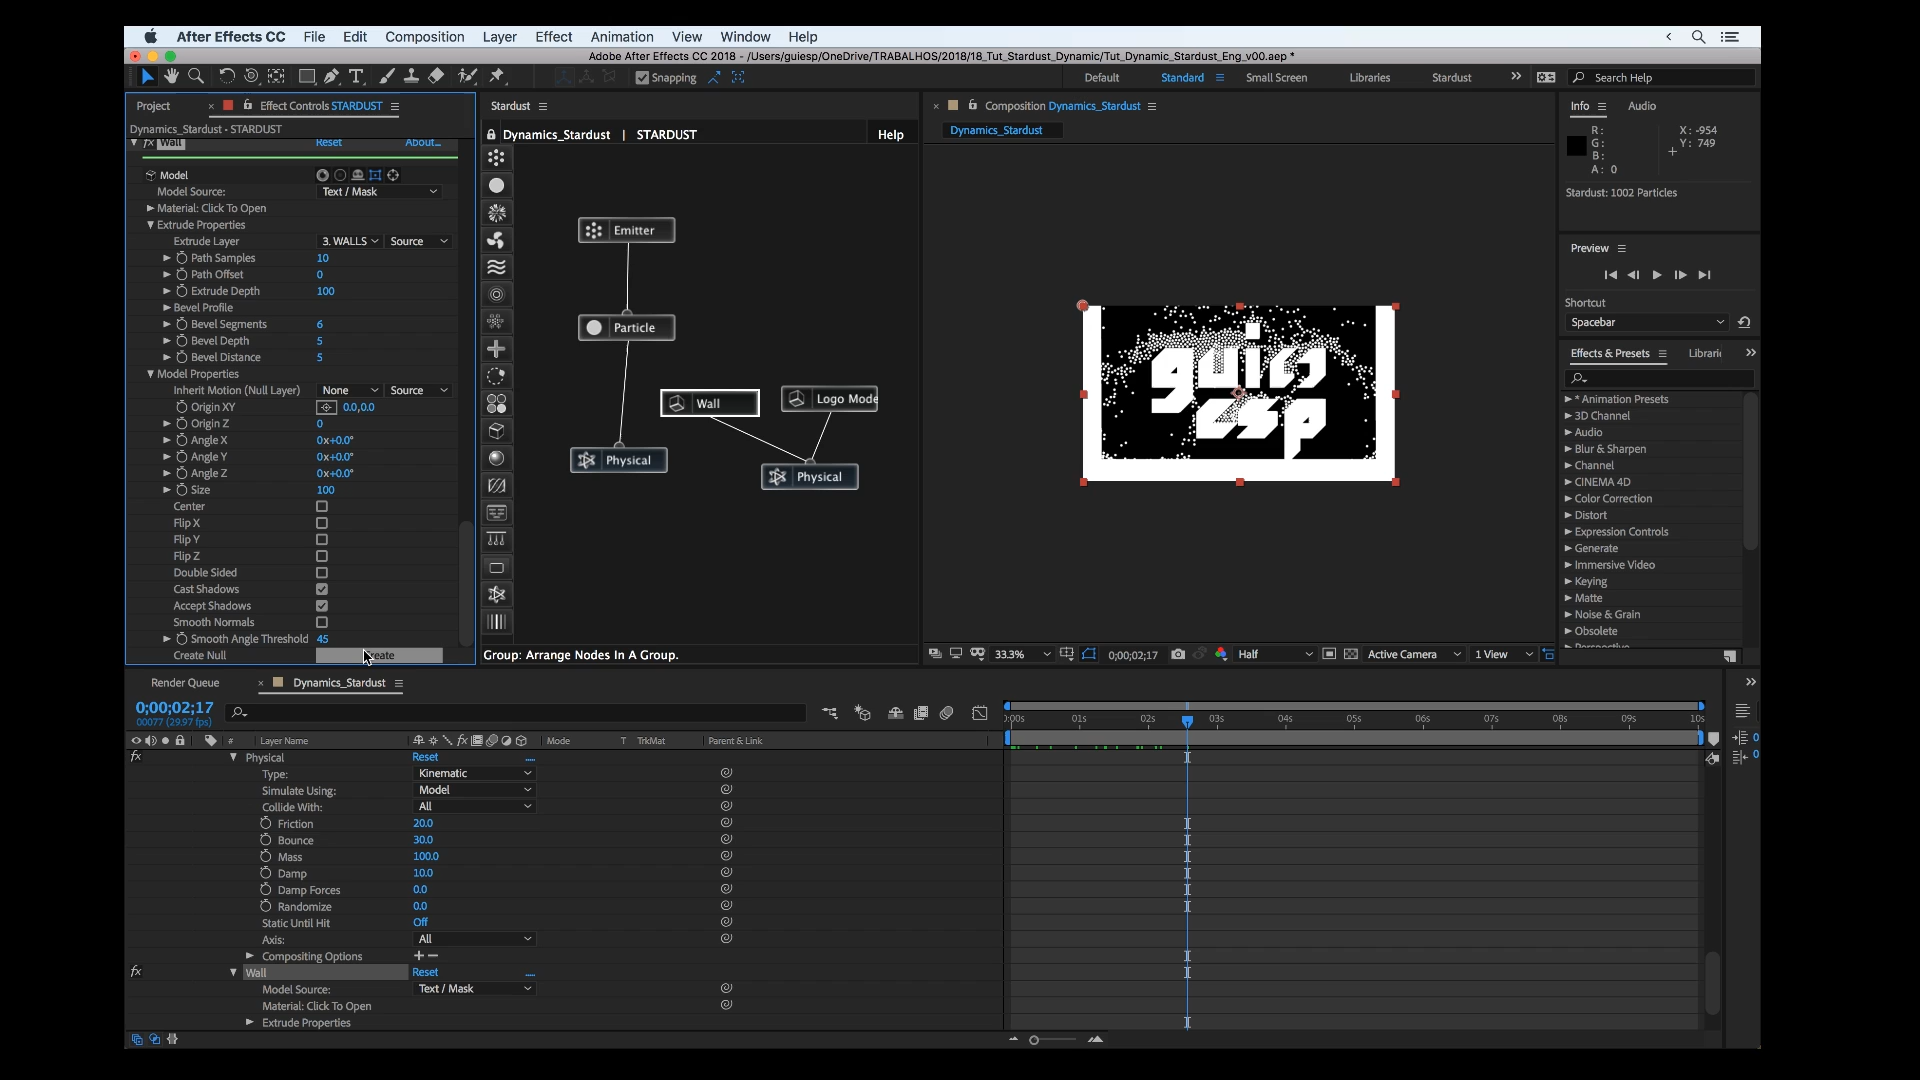 After Effects CC File Edit Composition Layer Effect Animation View Window Help
Adobe After Effects CC 2018 - /Users/guiesp/OneDrive/TRABALHOS/2018/18_Tut_Stardust_Dynamic/Tut_Dynamic_Stardust_Eng_v00.aep *
Snapping Default Standard Small Screen Libraries Stardust Search Help
Project Effect Controls STARDUST
Dynamics_Stardust • STARDUST
fx Wall Reset About...
Model
Model Source: Text / Mask
Material: Click To Open
Extrude Properties
Extrude Layer 3. WALLS Source
Path Samples 10
Path Offset 0
Extrude Depth 100
Bevel Profile
Bevel Segments 6
Bevel Depth 5
Bevel Distance 5
Model Properties
Inherit Motion (Null Layer) None Source
Origin XY 0.0,0.0
Origin Z 0
Angle X 0x+0.0°
Angle Y 0x+0.0°
Angle Z 0x+0.0°
Size 100
Center
Flip X
Flip Y
Flip Z
Double Sided
Cast Shadows
Accept Shadows
Smooth Normals
Smooth Angle Threshold 45
Create Null
Stardust
Dynamics_Stardust | STARDUST Help
Emitter
Particle
Wall
Logo Mode
Physical
Physical
Group: Arrange Nodes In A Group.
Composition Dynamics_Stardust
Dynamics_Stardust
guio
esp
33.3% 0;00;02;17 Half Active Camera 1 View
Info Audio
R: X: -954
G: Y: 749
B:
A: 0
Stardust: 1002 Particles
Preview
Shortcut
Spacebar
Effects & Presets Librari
* Animation Presets
3D Channel
Audio
Blur & Sharpen
Channel
CINEMA 4D
Color Correction
Distort
Expression Controls
Generate
Immersive Video
Keying
Matte
Noise & Grain
Obsolete
Perspective
Render Queue Dynamics_Stardust
0;00;02;17
00077 (29.97 fps)
0:00s 01s 02s 03s 04s 05s 06s 07s 08s 09s 10s
# Layer Name fx Mode T TrkMat Parent & Link
fx Physical Reset ....
Type: Kinematic
Simulate Using: Model
Collide With: All
Friction 20.0
Bounce 30.0
Mass 100.0
Damp 10.0
Damp Forces 0.0
Randomize 0.0
Static Until Hit Off
Axis: All
Compositing Options
fx Wall Reset ....
Model Source: Text / Mask
Material: Click To Open
Extrude Properties
0
0